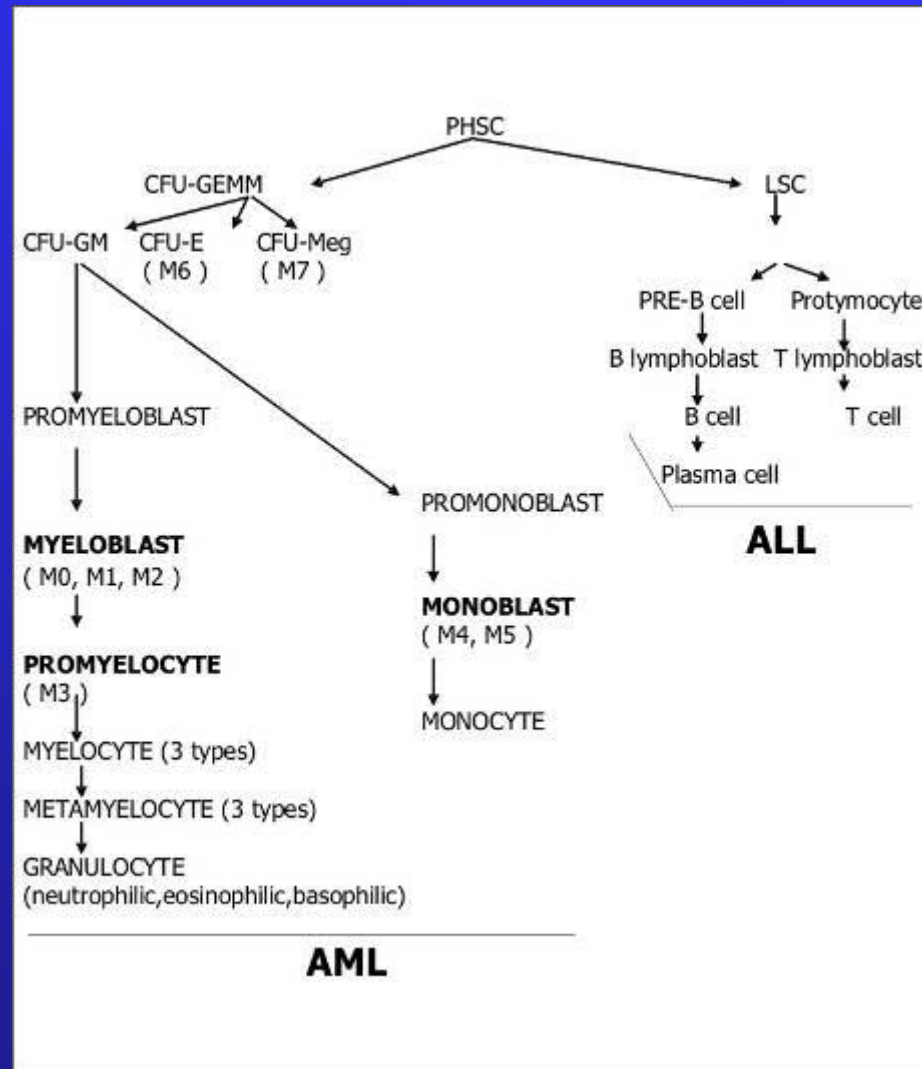 PHSC
CFU-GEMM
LSC
CFU-GM CFU-E CFU-Meg
( M6 ) ( M7 )
PRE-B cell Protymocyte
B lymphoblast T lymphoblast
PROMYELOBLAST
B cell T cell
Plasma cell
PROMONOBLAST
ALL
MYELOBLAST
( M0, M1, M2 )
MONOBLAST
( M4, M5 )
PROMYELOCYTE
( M3 )
MONOCYTE
MYELOCYTE (3 types)
METAMYELOCYTE (3 types)
GRANULOCYTE
(neutrophilic,eosinophilic,basophilic)
AML